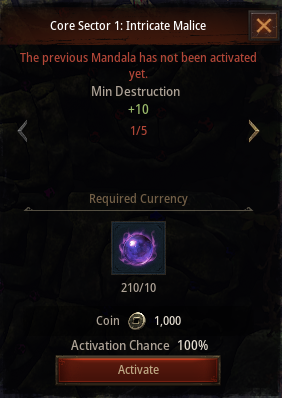 Core Sector 1: Intricate Malice
The previous Mandala has not been activated
yet.
Min Destruction
+10
1/5
Required Currency
210/10
Coin 1,000
Activation Chance 100%
Activate